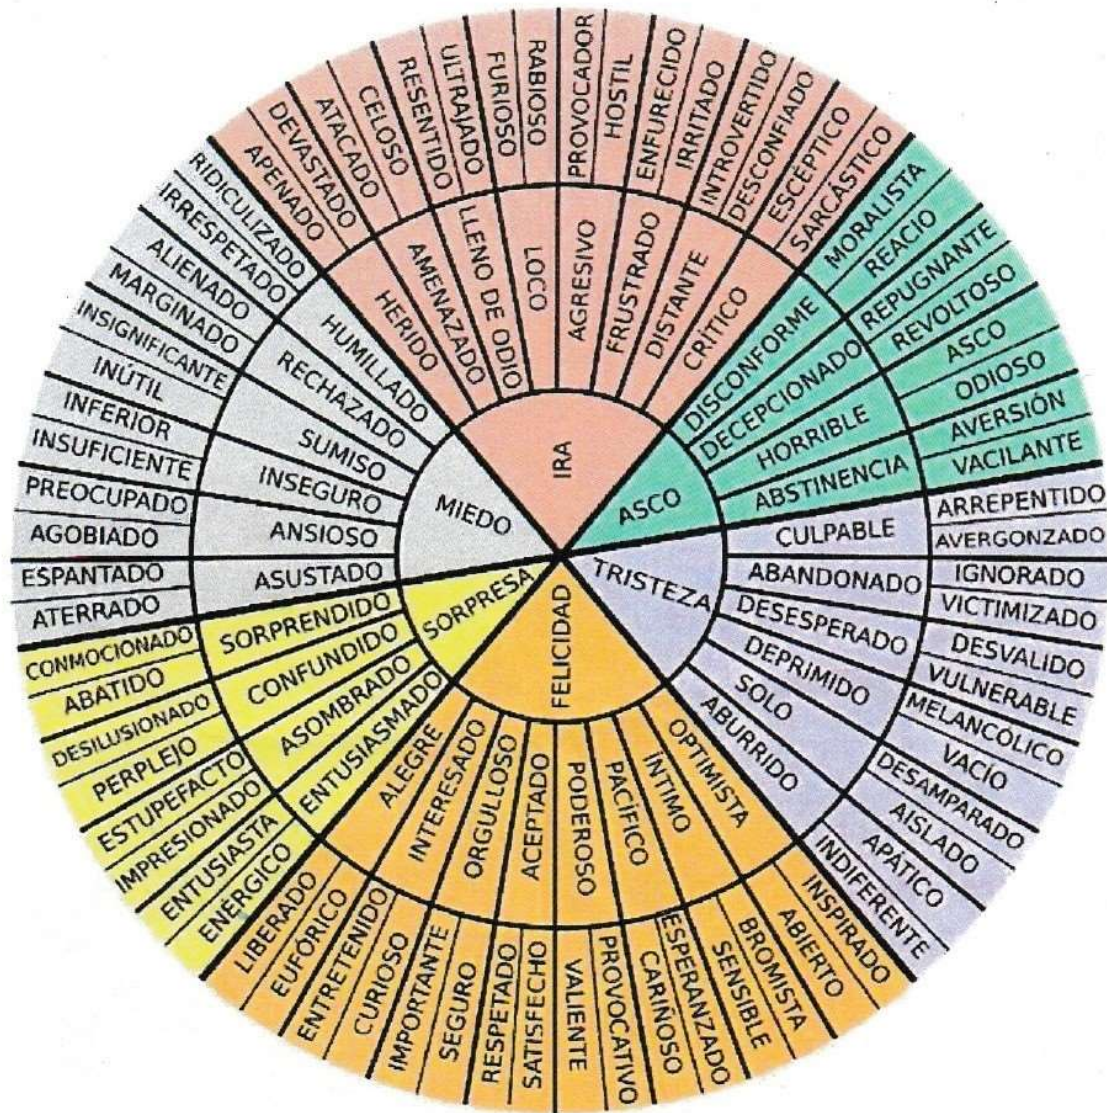 IRA
HERIDO
APENADO
DEVASTADO
AMENAZADO
ATACADO
CELOSO
LLENO DE ODIO
RESENTIDO
ULTRAJADO
LOCO
FURIOSO
RABIOSO
AGRESIVO
PROVOCADOR
HOSTIL
FRUSTRADO
ENFURECIDO
IRRITADO
DISTANTE
INTROVERTIDO
DESCONFIADO
CRÍTICO
ESCÉPTICO
SARCÁSTICO
ASCO
DISCONFORME
MORALISTA
REACIO
DECEPCIONADO
REPUGNANTE
REVOLTOSO
HORRIBLE
ASCO
ODIOSO
ABSTINENCIA
AVERSIÓN
VACILANTE
TRISTEZA
CULPABLE
ARREPENTIDO
AVERGONZADO
ABANDONADO
IGNORADO
VICTIMIZADO
DESESPERADO
DESVALIDO
VULNERABLE
DEPRIMIDO
MELANCÓLICO
VACÍO
SOLO
DESAMPARADO
AISLADO
ABURRIDO
APÁTICO
INDIFERENTE
FELICIDAD
OPTIMISTA
INSPIRADO
ABIERTO
ÍNTIMO
BROMISTA
SENSIBLE
PACÍFICO
ESPERANZADO
CARIÑOSO
PODEROSO
PROVOCATIVO
VALIENTE
ACEPTADO
SATISFECHO
RESPETADO
ORGULLOSO
SEGURO
IMPORTANTE
INTERESADO
CURIOSO
ENTRETENIDO
ALEGRE
EUFÓRICO
LIBERADO
SORPRESA
ENTUSIASMADO
ENÉRGICO
ENTUSIASTA
ASOMBRADO
IMPRESIONADO
ESTUPEFACTO
CONFUNDIDO
PERPLEJO
DESILUSIONADO
SORPRENDIDO
ABATIDO
CONMOCIONADO
MIEDO
ASUSTADO
ATERRADO
ESPANTADO
ANSIOSO
AGOBIADO
PREOCUPADO
INSEGURO
INSUFICIENTE
INFERIOR
SUMISO
INÚTIL
INSIGNIFICANTE
RECHAZADO
MARGINADO
ALIENADO
HUMILLADO
IRRESPETADO
RIDICULIZADO